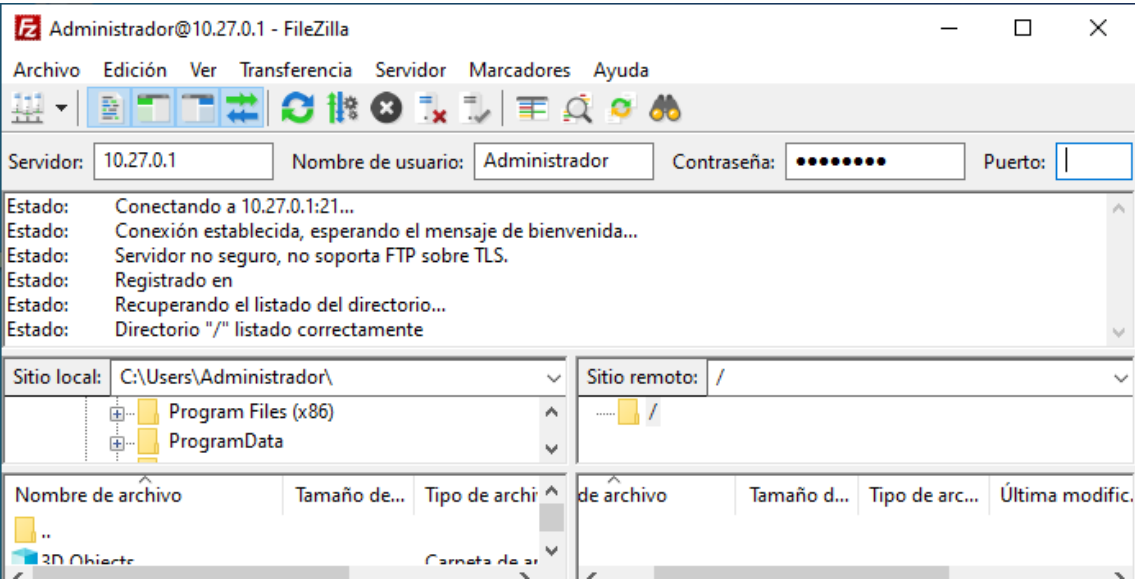 Administrador@10.27.0.1 - FileZilla
Archivo Edición Ver Transferencia Servidor Marcadores Ayuda
Servidor: 10.27.0.1 Nombre de usuario: Administrador Contraseña: ●●●●●●●● Puerto:
Estado: Conectando a 10.27.0.1:21...
Estado: Conexión establecida, esperando el mensaje de bienvenida...
Estado: Servidor no seguro, no soporta FTP sobre TLS.
Estado: Registrado en
Estado: Recuperando el listado del directorio...
Estado: Directorio "/" listado correctamente
Sitio local: C:\Users\Administrador\ Sitio remoto: /
Program Files (x86) /
ProgramData
Nombre de archivo Tamaño de... Tipo de archi de archivo Tamaño d... Tipo de arc... Última modific.
..
3D Objects Carpeta de ar